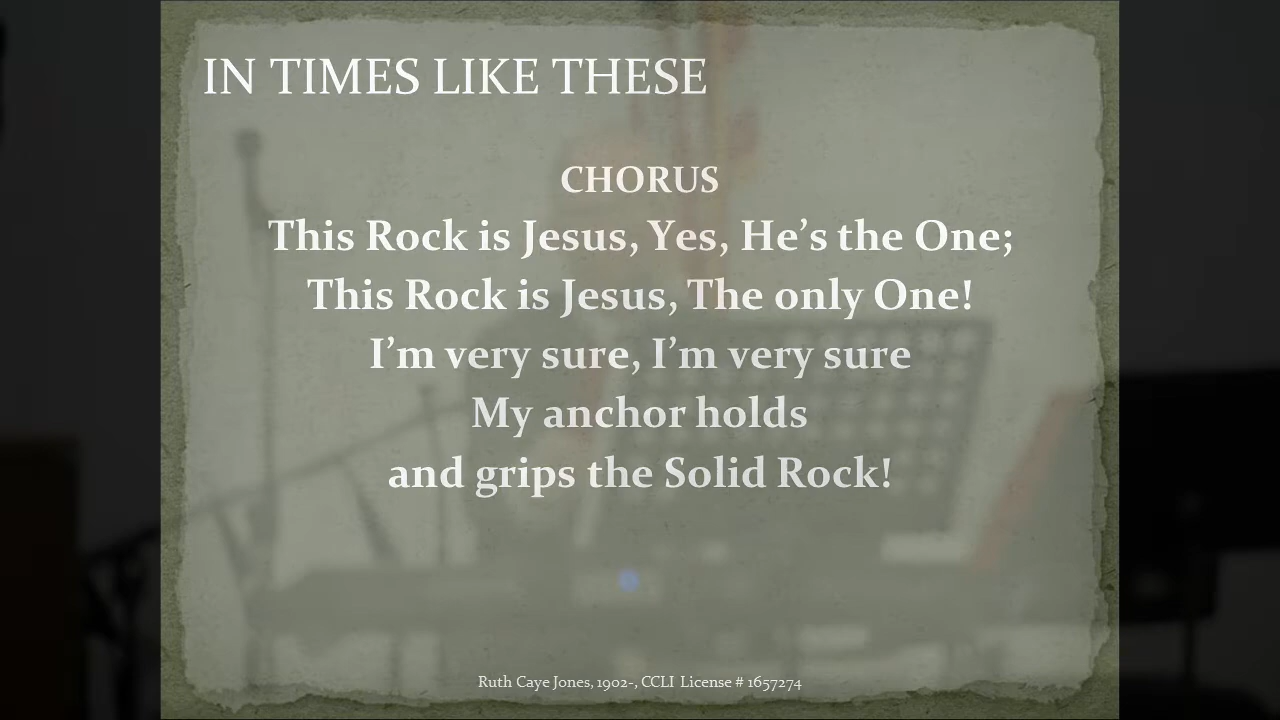 IN TIMES LIKE THESE
CHORUS
This Rock is Jesus, Yes, He’s the One;
This Rock is Jesus, The only One!
I’m very sure, I’m very sure
My anchor holds
and grips the Solid Rock!
Ruth Caye Jones, 1902-, CCLI License # 1657274